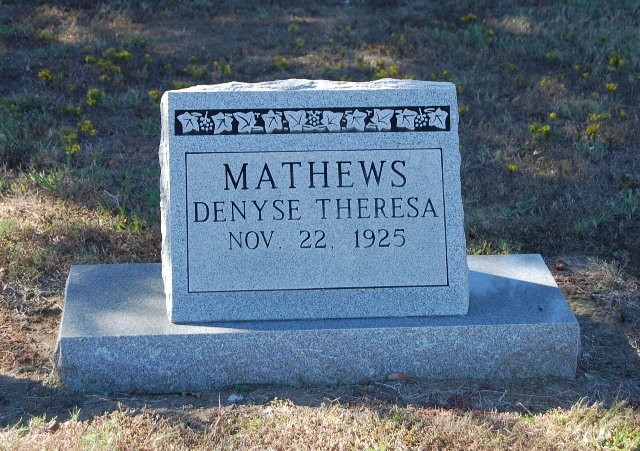 MATHEWS
DENYSE THERESA
NOV. 22, 1925